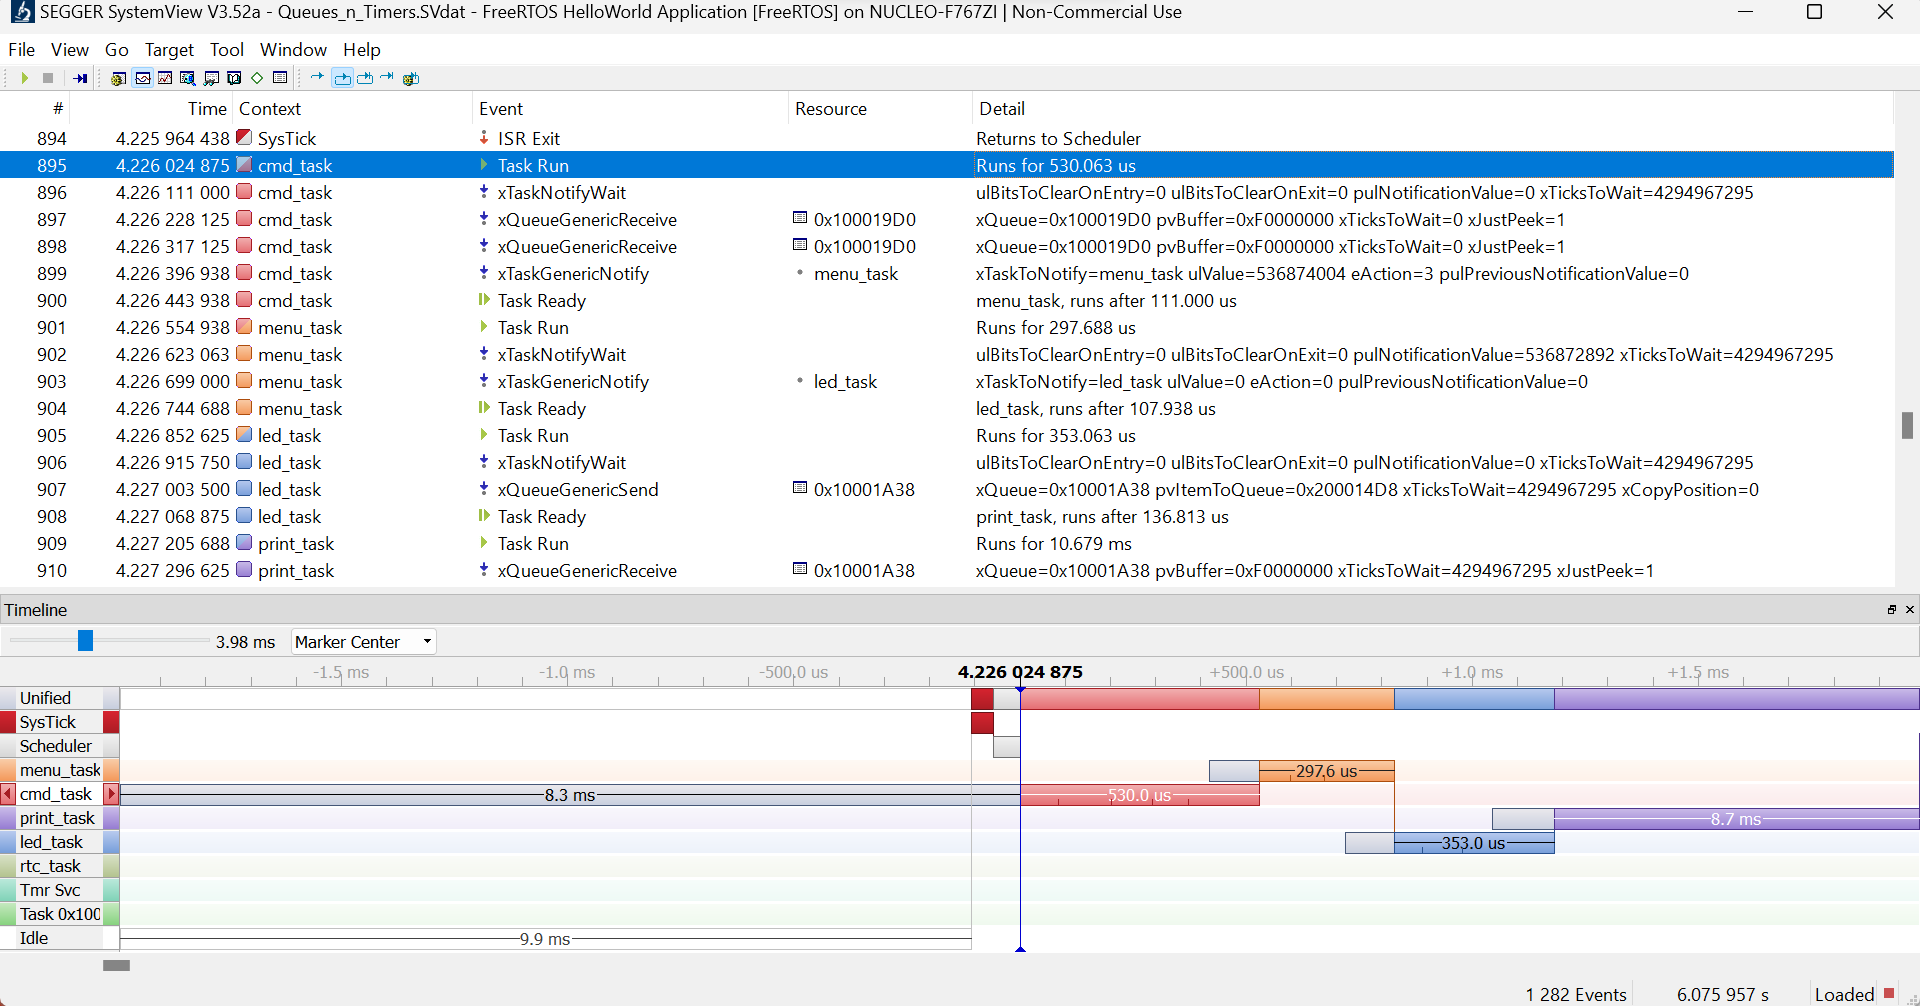 SEGGER SystemView V3.52a - Queues_n_Timers.SVdat - FreeRTOS HelloWorld Application [FreeRTOS] on NUCLEO-F767ZI | Non-Commercial Use
File View Go Target Tool Window Help
# Time Context Event Resource Detail
894 4.225 964 438 SysTick ISR Exit Returns to Scheduler
895 4.226 024 875 cmd_task Task Run Runs for 530.063 us
896 4.226 111 000 cmd_task xTaskNotifyWait ulBitsToClearOnEntry=0 ulBitsToClearOnExit=0 pulNotificationValue=0 xTicksToWait=4294967295
897 4.226 228 125 cmd_task xQueueGenericReceive 0x100019D0 xQueue=0x100019D0 pvBuffer=0xF0000000 xTicksToWait=0 xJustPeek=1
898 4.226 317 125 cmd_task xQueueGenericReceive 0x100019D0 xQueue=0x100019D0 pvBuffer=0xF0000000 xTicksToWait=0 xJustPeek=1
899 4.226 396 938 cmd_task xTaskGenericNotify menu_task xTaskToNotify=menu_task ulValue=536874004 eAction=3 pulPreviousNotificationValue=0
900 4.226 443 938 cmd_task Task Ready menu_task, runs after 111.000 us
901 4.226 554 938 menu_task Task Run Runs for 297.688 us
902 4.226 623 063 menu_task xTaskNotifyWait ulBitsToClearOnEntry=0 ulBitsToClearOnExit=0 pulNotificationValue=536872892 xTicksToWait=4294967295
903 4.226 699 000 menu_task xTaskGenericNotify led_task xTaskToNotify=led_task ulValue=0 eAction=0 pulPreviousNotificationValue=0
904 4.226 744 688 menu_task Task Ready led_task, runs after 107.938 us
905 4.226 852 625 led_task Task Run Runs for 353.063 us
906 4.226 915 750 led_task xTaskNotifyWait ulBitsToClearOnEntry=0 ulBitsToClearOnExit=0 pulNotificationValue=0 xTicksToWait=4294967295
907 4.227 003 500 led_task xQueueGenericSend 0x10001A38 xQueue=0x10001A38 pvItemToQueue=0x200014D8 xTicksToWait=4294967295 xCopyPosition=0
908 4.227 068 875 led_task Task Ready print_task, runs after 136.813 us
909 4.227 205 688 print_task Task Run Runs for 10.679 ms
910 4.227 296 625 print_task xQueueGenericReceive 0x10001A38 xQueue=0x10001A38 pvBuffer=0xF0000000 xTicksToWait=4294967295 xJustPeek=1
Timeline
3.98 ms Marker Center
-1.5 ms -1.0 ms -500.0 us 4.226 024 875 +500.0 us +1.0 ms +1.5 ms
Unified
SysTick
Scheduler
menu_task 297.6 us
cmd_task 8.3 ms 530.0 us
print_task 8.7 ms
led_task 353.0 us
rtc_task
Tmr Svc
Task 0x100
Idle 9.9 ms
1 282 Events 6.075 957 s Loaded